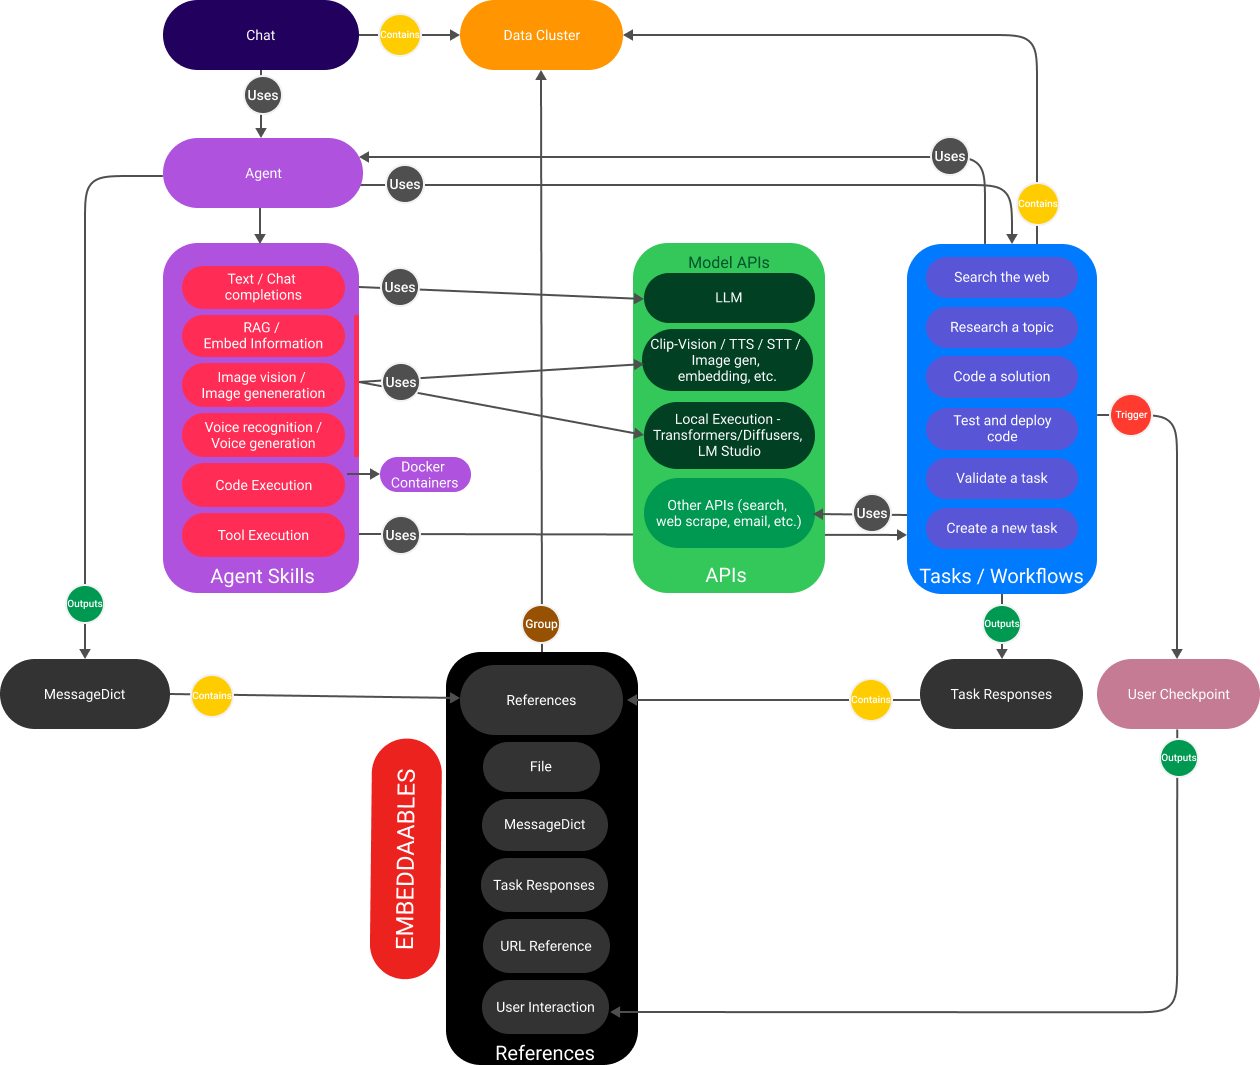 Chat
Contains
Data Cluster
Uses
Agent
Uses
Uses
Contains
Text / Chat
completions
RAG /
Embed Information
Image vision /
Image geneneration
Voice recognition /
Voice generation
Code Execution
Tool Execution
Agent Skills
Uses
Uses
Docker
Containers
Uses
Model APIs
LLM
Clip-Vision / TTS / STT /
Image gen,
embedding, etc.
Local Execution -
Transformers/Diffusers,
LM Studio
Other APIs (search,
web scrape, email, etc.)
APIs
Uses
Search the web
Research a topic
Code a solution
Test and deploy
code
Validate a task
Create a new task
Tasks / Workflows
Trigger
Outputs
Group
Outputs
MessageDict
Contains
References
Contains
Task Responses
User Checkpoint
Outputs
EMBEDDAABLES
File
MessageDict
Task Responses
URL Reference
User Interaction
References